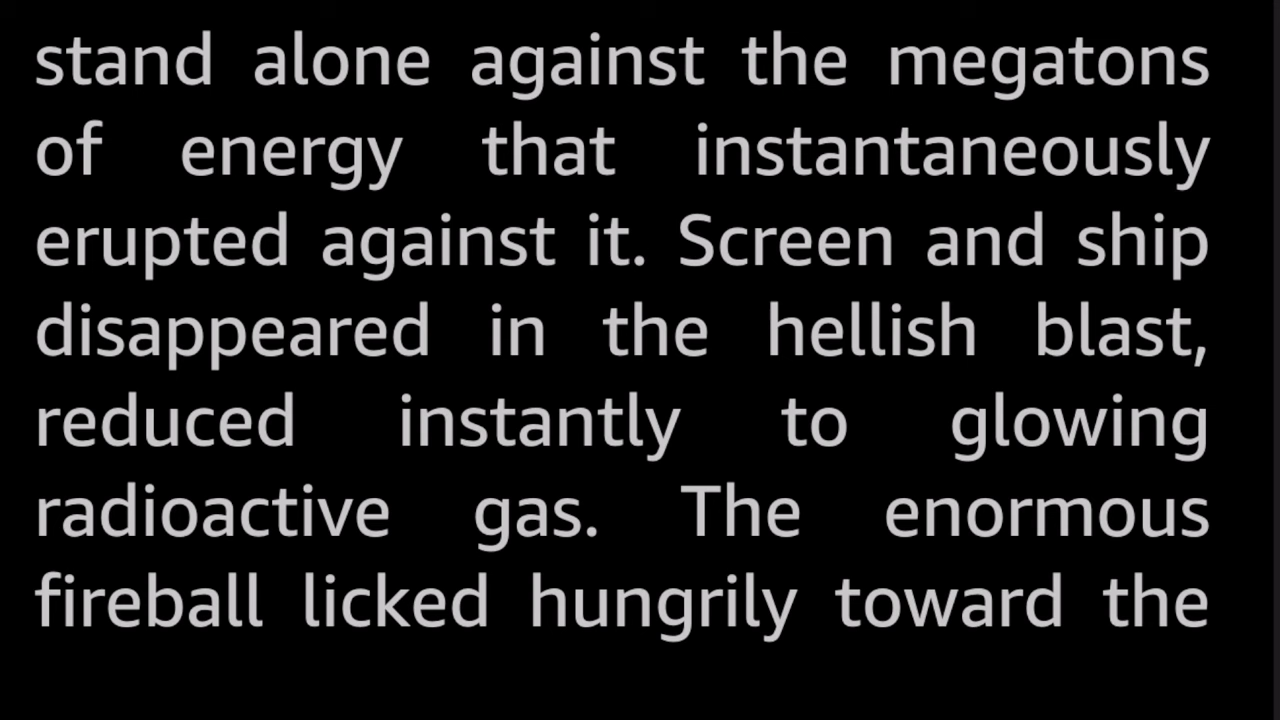 stand alone against the megatons
of energy that instantaneously
erupted against it. Screen and ship
disappeared in the hellish blast,
reduced instantly to glowing
radioactive gas. The enormous
fireball licked hungrily toward the